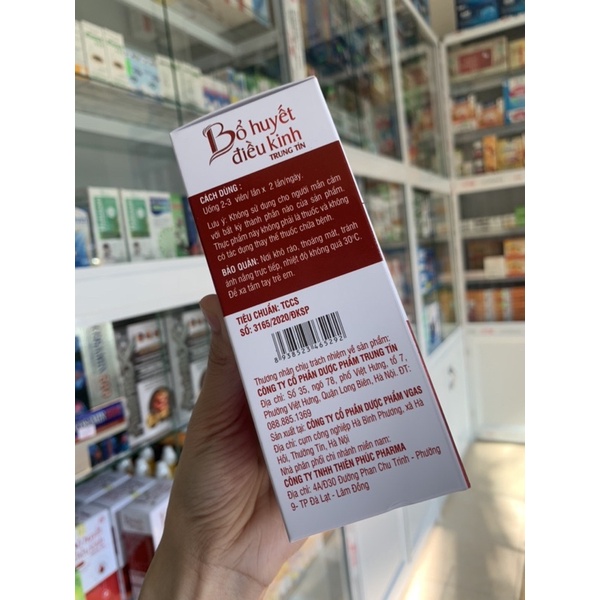 Bổ huyết
điều kinh
TRUNG TÍN
CÁCH DÙNG :
Uống 2-3 viên/ lần x 2 lần/ngày.
Lưu ý: Không sử dụng cho người mẫn cảm
với bất kỳ thành phần nào của sản phẩm.
Thực phẩm này không phải là thuốc và không
có tác dụng thay thế thuốc chữa bệnh.
BẢO QUẢN: Nơi khô ráo, thoáng mát, tránh
ánh nắng trực tiếp, nhiệt độ không quá 30°C.
Để xa tầm tay trẻ em.
TIÊU CHUẨN: TCCS
SỐ: 3165/2020/ĐKSP
8 938525 465292
Thương nhân chịu trách nhiệm về sản phẩm:
CÔNG TY CỔ PHẦN DƯỢC PHẨM TRUNG TÍN
Địa chỉ: Số 35, ngõ 78, phố Việt Hưng, tổ 7,
Phường Việt Hưng, Quận Long Biên, Hà Nội. ĐT:
088.885.1369
Sản xuất tại: CÔNG TY CỔ PHẦN DƯỢC PHẨM VGAS
Địa chỉ: cụm công nghiệp Hà Bình Phương, xã Hà
Hồi, Thường Tín, Hà Nội
Nhà phân phối chi nhánh miền nam:
CÔNG TY TNHH THIÊN PHÚC PHARMA
Địa chỉ: 4A/Đ30 Đường Phan Chu Trinh - Phường
9- TP Đà Lạt - Lâm Đồng